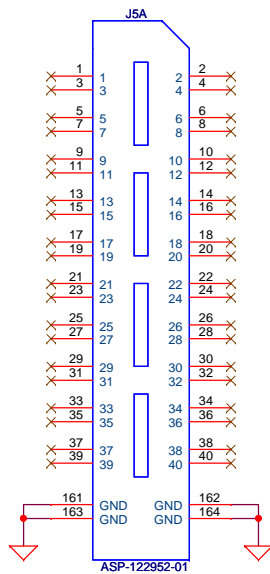 J5A
1 1 2 2
3 3 4 4
5 5 6 6
7 7 8 8
9 9 10 10
11 11 12 12
13 13 14 14
15 15 16 16
17 17 18 18
19 19 20 20
21 21 22 22
23 23 24 24
25 25 26 26
27 27 28 28
29 29 30 30
31 31 32 32
33 33 34 34
35 35 36 36
37 37 38 38
39 39 40 40
161 GND GND 162
163 GND GND 164
ASP-122952-01